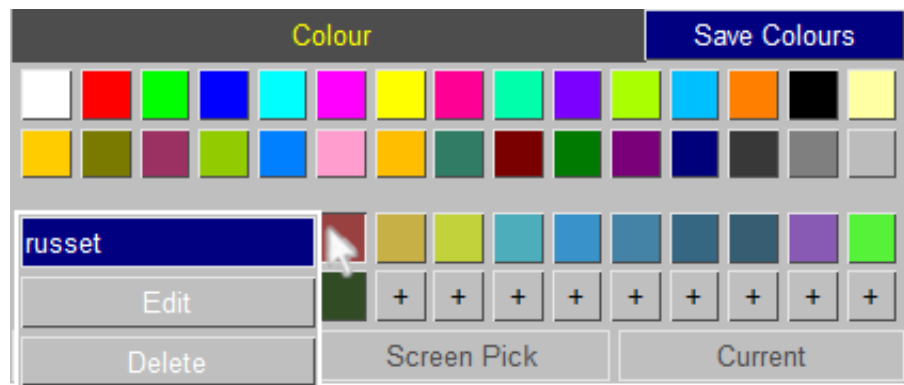 Colour Save Colours
russet
Edit + + + + + + + + +
Delete Screen Pick Current